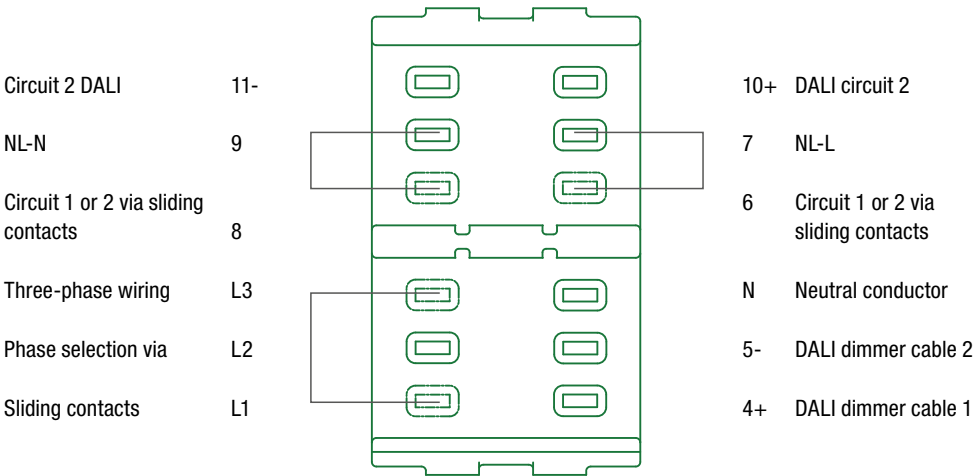 Circuit 2 DALI 11- 10+ DALI circuit 2
NL-N 9 7 NL-L
Circuit 1 or 2 via sliding 6 Circuit 1 or 2 via
contacts 8 sliding contacts
Three-phase wiring L3 N Neutral conductor
Phase selection via L2 5- DALI dimmer cable 2
Sliding contacts L1 4+ DALI dimmer cable 1